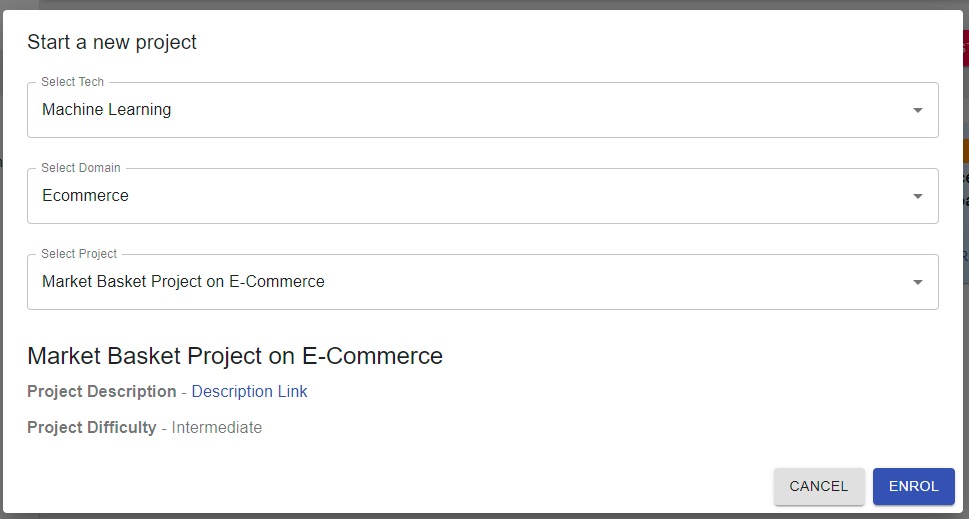 Start a new project
Select Tech
Machine Learning
Select Domain
Ecommerce
Select Project
Market Basket Project on E-Commerce
Market Basket Project on E-Commerce
Project Description - Description Link
Project Difficulty - Intermediate
CANCEL
ENROL